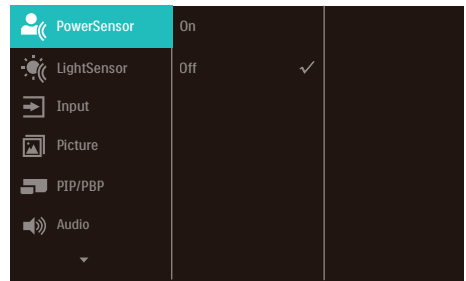 PowerSensor
On
LightSensor
Off
Input
Picture
PIP/PBP
Audio